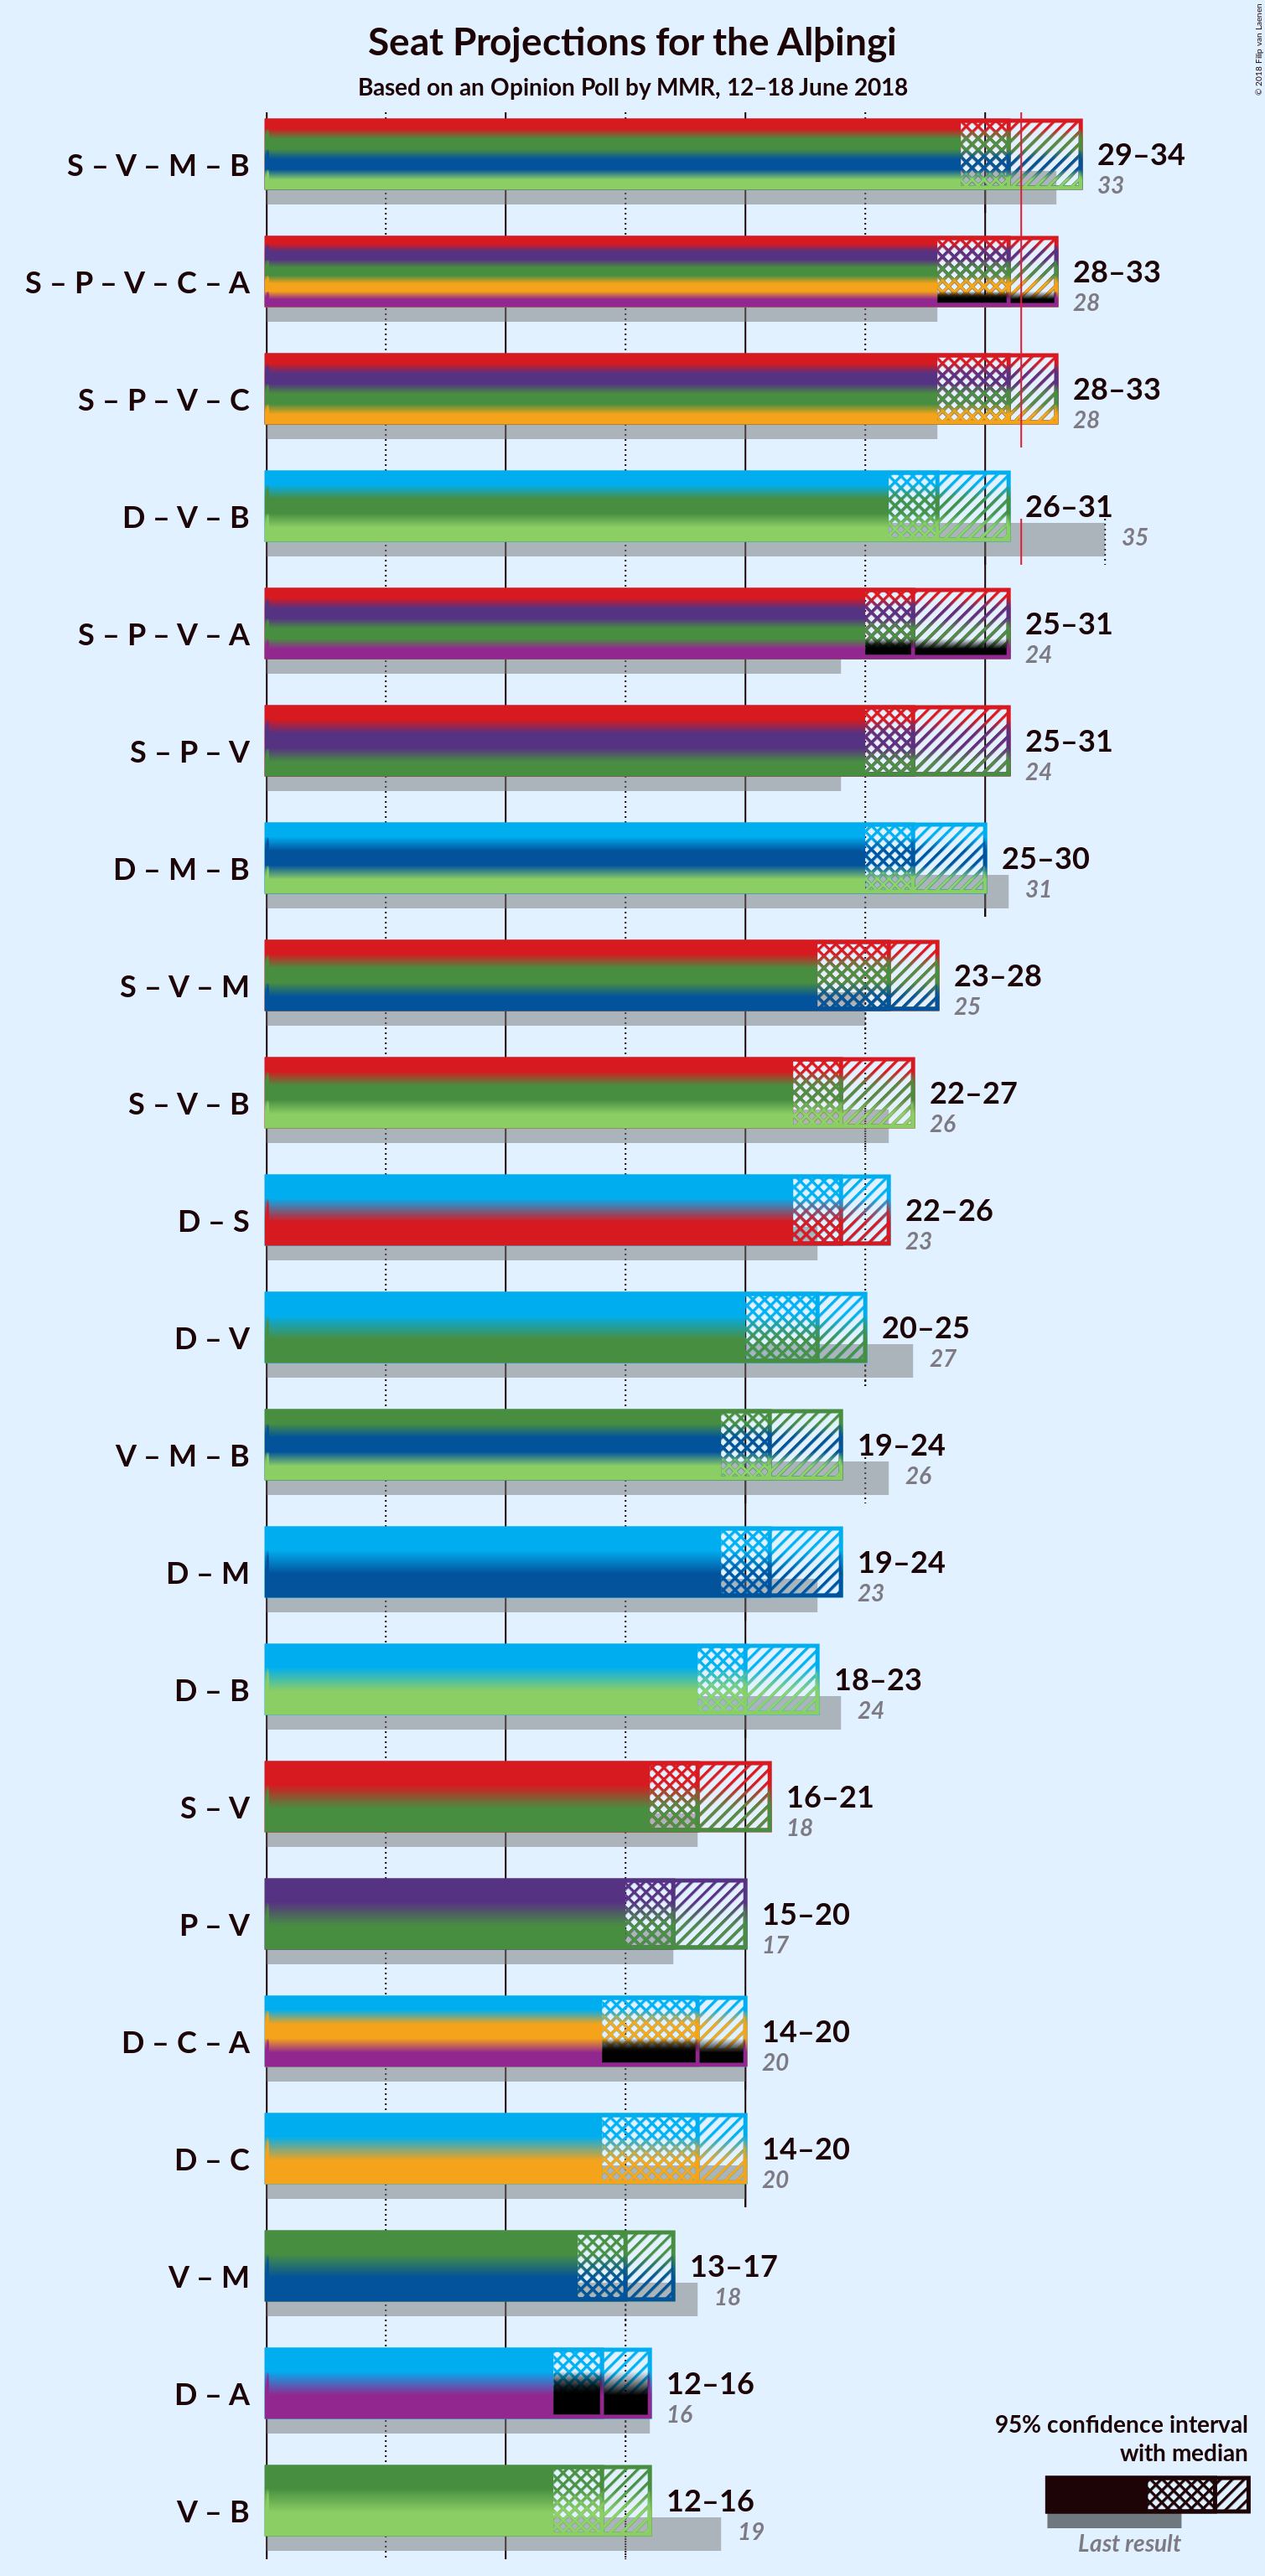 Seat Projections for the Alþingi
Based on an Opinion Poll by MMR, 12–18 June 2018
© 2018 Filip van Laenen
S – V – M – B
29–34
33
S – P – V – C – A
28–33
28
S – P – V – C
28–33
28
D – V – B
26–31
35
S – P – V – A
25–31
24
S – P – V
25–31
24
D – M – B
25–30
31
S – V – M
23–28
25
S – V – B
22–27
26
D – S
22–26
23
D – V
20–25
27
V – M – B
19–24
26
D – M
19–24
23
D – B
18–23
24
S – V
16–21
18
P – V
15–20
17
D – C – A
14–20
20
D – C
14–20
20
V – M
13–17
18
D – A
12–16
16
V – B
12–16
19
95% confidence interval
with median
Last result